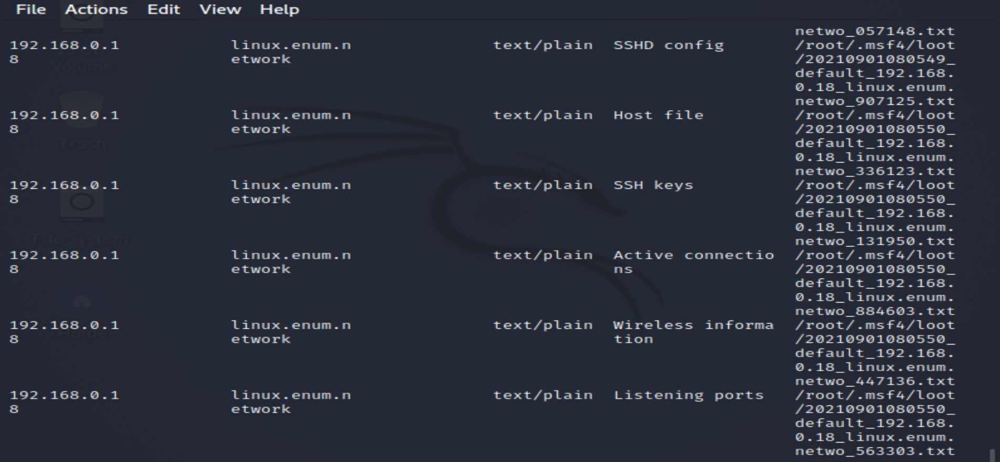 File Actions Edit View Help
netwo_057148.txt
192.168.0.1 linux.enum.n text/plain SSHD config /root/.msf4/loot
8 etwork /20210901080549_
default_192.168.
0.18_linux.enum.
netwo_907125.txt
192.168.0.1 linux.enum.n text/plain Host file /root/.msf4/loot
8 etwork /20210901080550_
default_192.168.
0.18_linux.enum.
netwo_336123.txt
192.168.0.1 linux.enum.n text/plain SSH keys /root/.msf4/loot
8 etwork /20210901080550_
default_192.168.
0.18_linux.enum.
netwo_131950.txt
192.168.0.1 linux.enum.n text/plain Active connectio /root/.msf4/loot
8 etwork ns /20210901080550_
default_192.168.
0.18_linux.enum.
netwo_884603.txt
192.168.0.1 linux.enum.n text/plain Wireless informa /root/.msf4/loot
8 etwork tion /20210901080550_
default_192.168.
0.18_linux.enum.
netwo_447136.txt
192.168.0.1 linux.enum.n text/plain Listening ports /root/.msf4/loot
8 etwork /20210901080550_
default_192.168.
0.18_linux.enum.
netwo_563303.txt
Volume
Trash
File System
Home